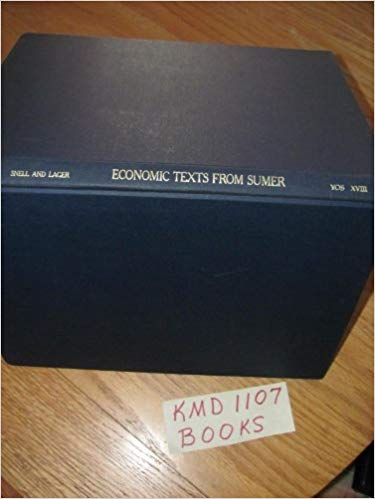 SNELL AND LAGER ECONOMIC TEXTS FROM SUMER YOS XVIII
KMD 1107
BOOKS